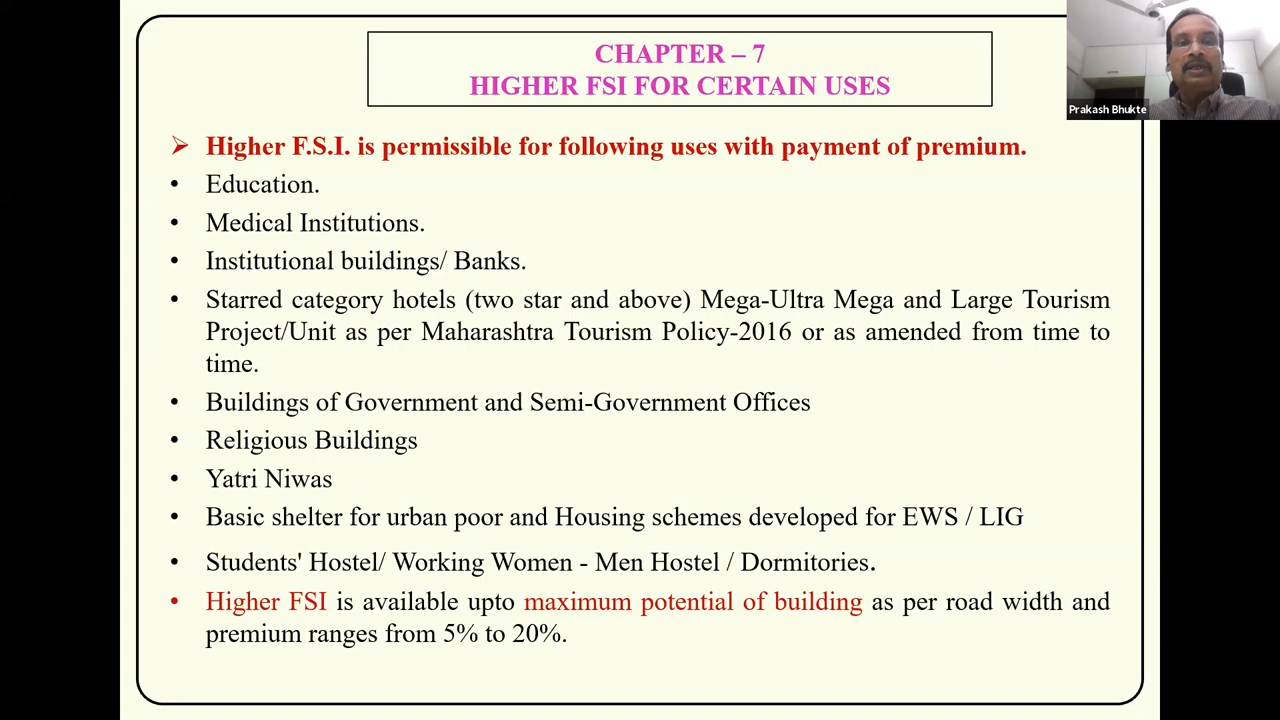 CHAPTER – 7
HIGHER FSI FOR CERTAIN USES
Prakash Bhukte
➢ Higher F.S.I. is permissible for following uses with payment of premium.
• Education.
• Medical Institutions.
• Institutional buildings/ Banks.
• Starred category hotels (two star and above) Mega-Ultra Mega and Large Tourism
Project/Unit as per Maharashtra Tourism Policy-2016 or as amended from time to
time.
• Buildings of Government and Semi-Government Offices
• Religious Buildings
• Yatri Niwas
• Basic shelter for urban poor and Housing schemes developed for EWS / LIG
• Students' Hostel/ Working Women - Men Hostel / Dormitories.
• Higher FSI is available upto maximum potential of building as per road width and
premium ranges from 5% to 20%.